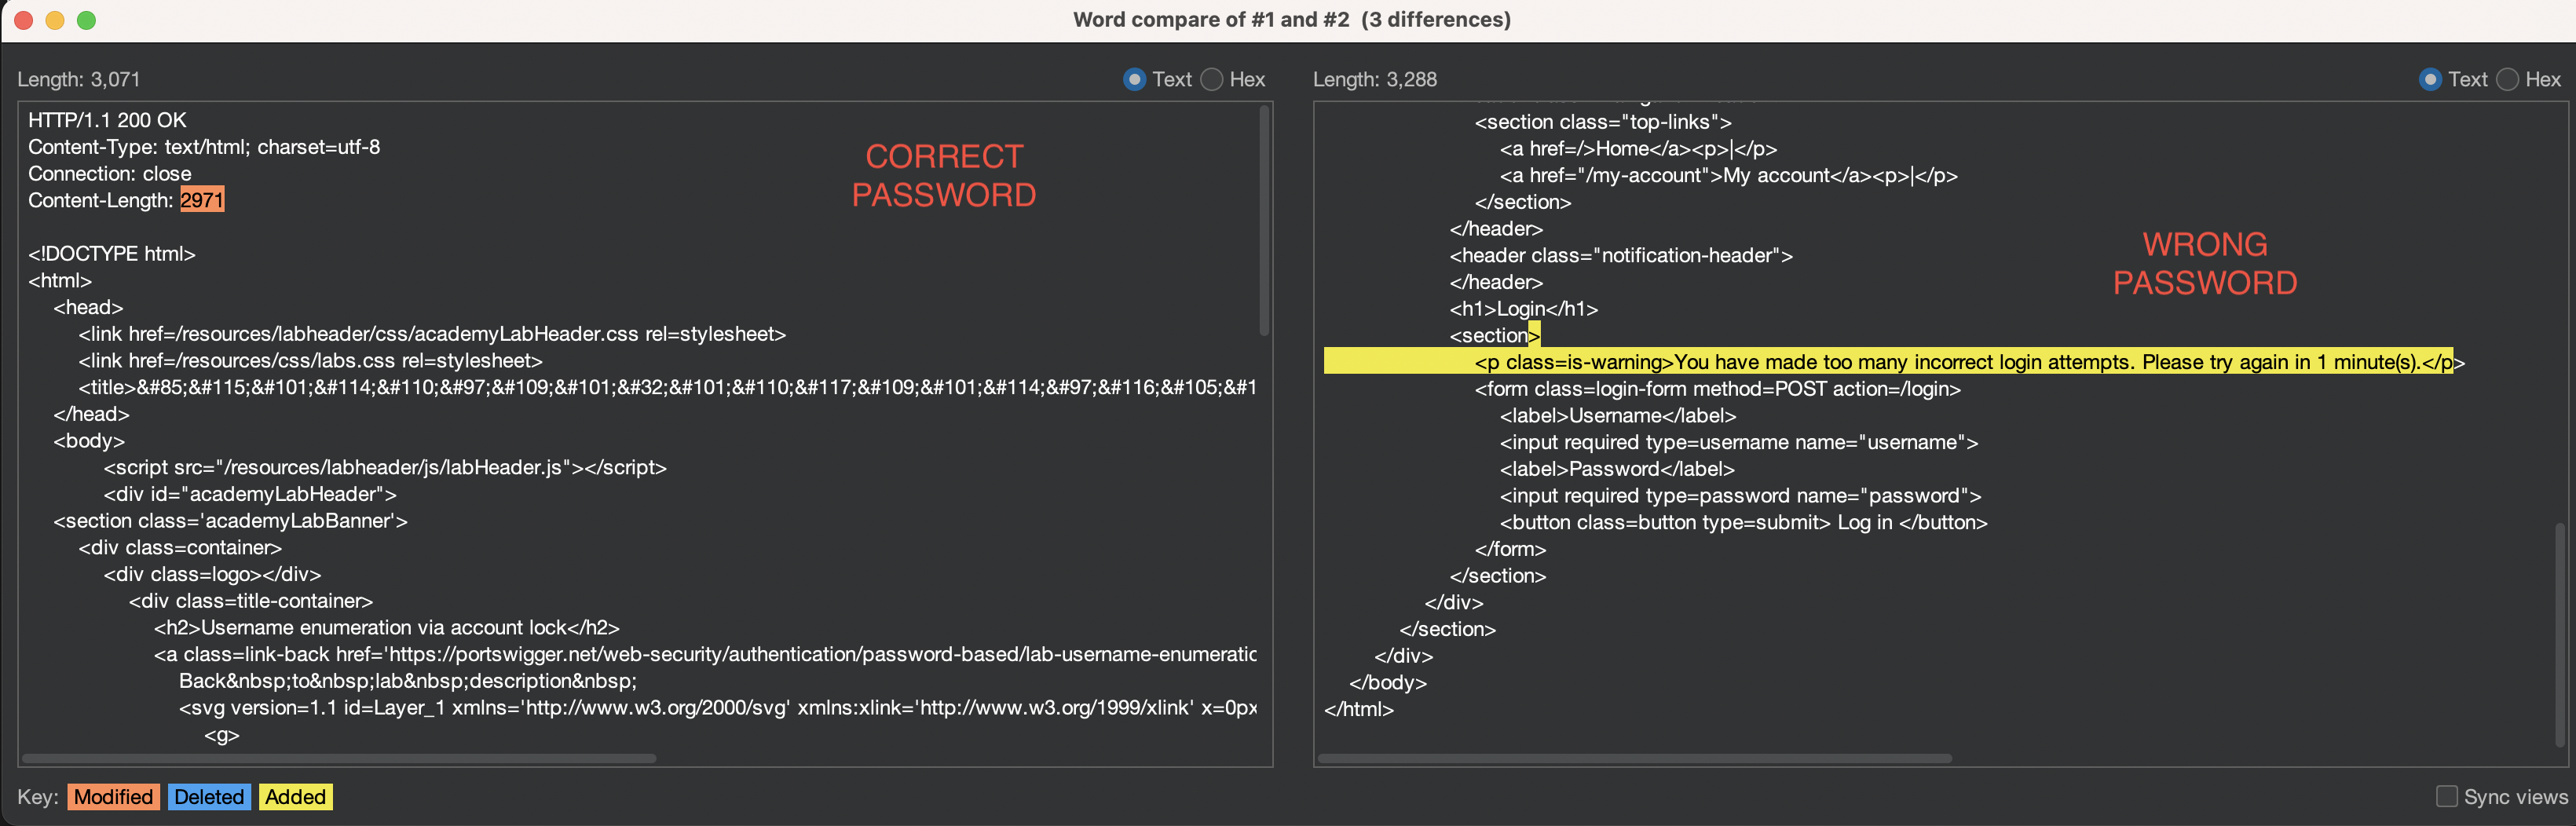 Word compare of #1 and #2 (3 differences)
Length: 3,071
Text
Hex
HTTP/1.1 200 OK
Content-Type: text/html; charset=utf-8
Connection: close
Content-Length: 2971
CORRECT
PASSWORD
<!DOCTYPE html>
<html>
<head>
<link href=/resources/labheader/css/academyLabHeader.css rel=stylesheet>
<link href=/resources/css/labs.css rel=stylesheet>
<title>&#85;&#115;&#101;&#114;&#110;&#97;&#109;&#101;&#32;&#101;&#110;&#117;&#109;&#101;&#114;&#97;&#116;&#105;&#1
</head>
<body>
<script src="/resources/labheader/js/labHeader.js"></script>
<div id="academyLabHeader">
<section class='academyLabBanner'>
<div class=container>
<div class=logo></div>
<div class=title-container>
<h2>Username enumeration via account lock</h2>
<a class=link-back href='https://portswigger.net/web-security/authentication/password-based/lab-username-enumeratic
Back&nbsp;to&nbsp;lab&nbsp;description&nbsp;
<svg version=1.1 id=Layer_1 xmlns='http://www.w3.org/2000/svg' xmlns:xlink='http://www.w3.org/1999/xlink' x=0px
<g>
Length: 3,288
Text
Hex
<section class="top-links">
<a href=/>Home</a><p>|</p>
<a href="/my-account">My account</a><p>|</p>
</section>
</header>
<header class="notification-header">
</header>
<h1>Login</h1>
<section>
<p class=is-warning>You have made too many incorrect login attempts. Please try again in 1 minute(s).</p>
<form class=login-form method=POST action=/login>
<label>Username</label>
<input required type=username name="username">
<label>Password</label>
<input required type=password name="password">
<button class=button type=submit> Log in </button>
</form>
</section>
</div>
</section>
</div>
</body>
</html>
WRONG
PASSWORD
Key: Modified Deleted Added
Sync views